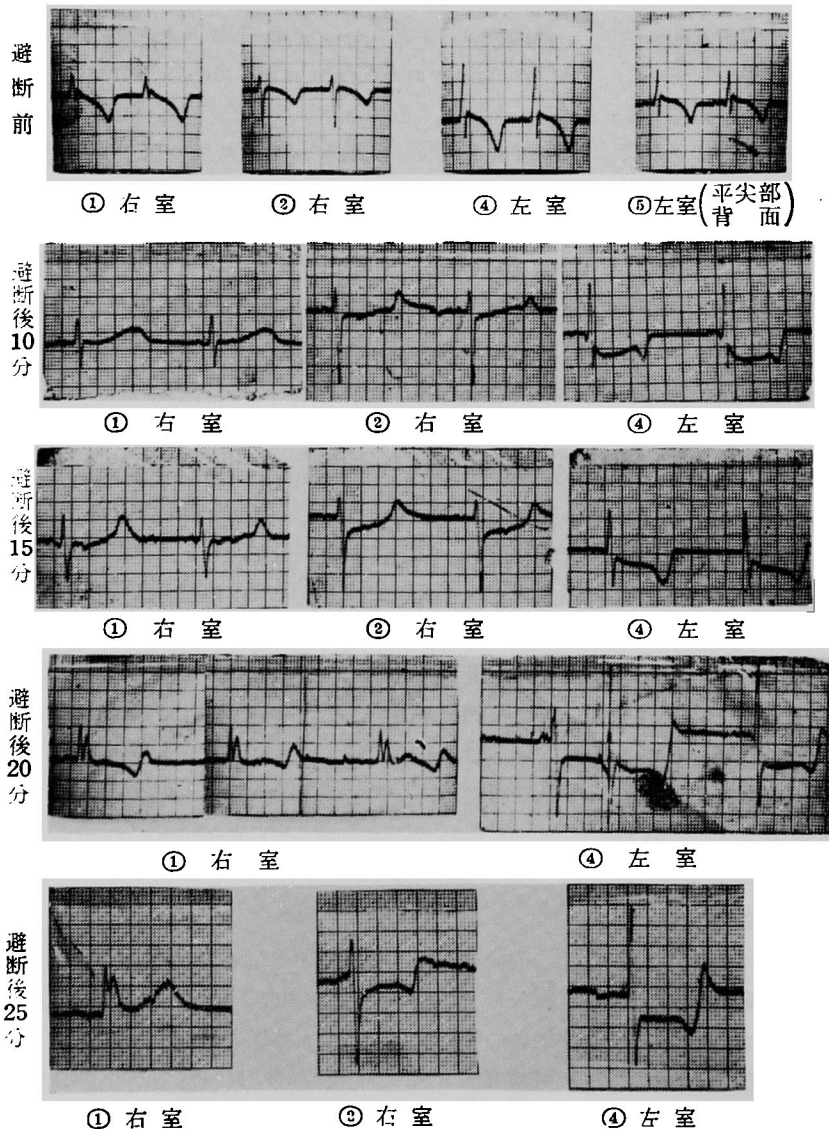 避断前
① 右 室
② 右 室
④ 左 室
⑤左室(平尖部背面)
避断後10分
① 右 室
② 右 室
④ 左 室
避断後15分
① 右 室
② 右 室
④ 左 室
避断後20分
① 右 室
④ 左 室
避断後25分
① 右 室
② 右 室
④ 左 室